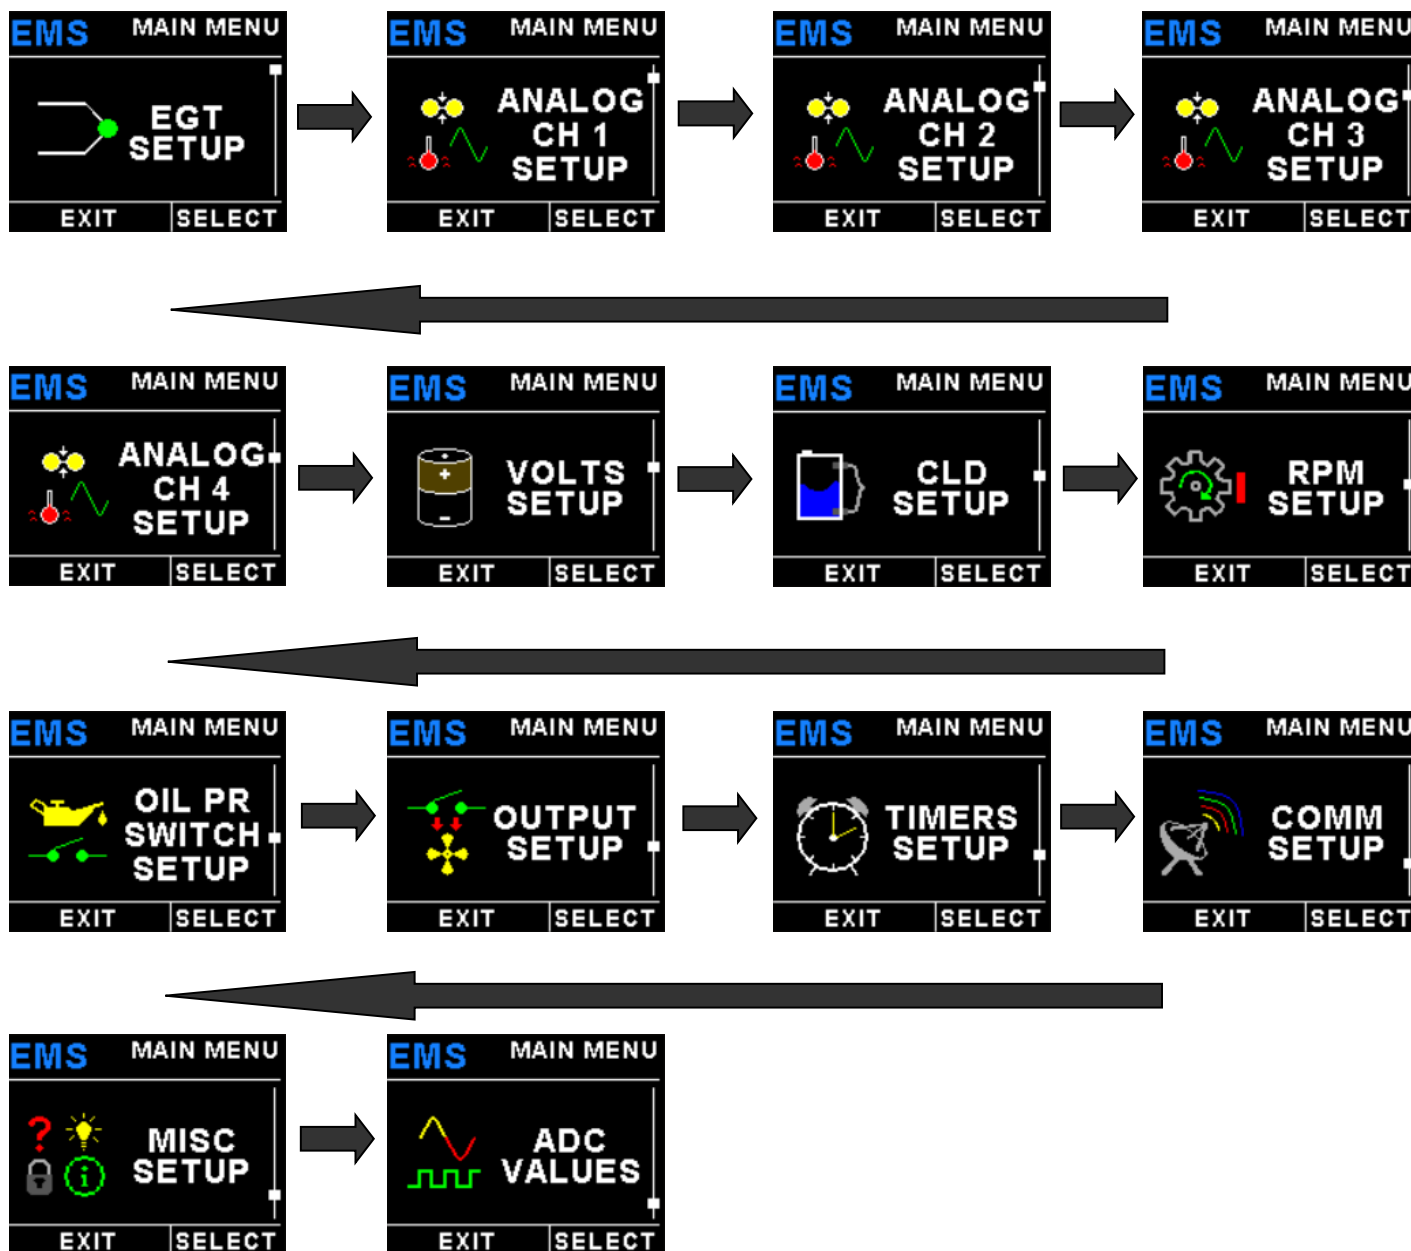 EMS MAIN MENU
EGT
SETUP
EXIT SELECT
EMS MAIN MENU
ANALOG
CH 1
SETUP
EXIT SELECT
EMS MAIN MENU
ANALOG
CH 2
SETUP
EXIT SELECT
EMS MAIN MENU
ANALOG
CH 3
SETUP
EXIT SELECT
EMS MAIN MENU
ANALOG
CH 4
SETUP
EXIT SELECT
EMS MAIN MENU
VOLTS
SETUP
EXIT SELECT
EMS MAIN MENU
CLD
SETUP
EXIT SELECT
EMS MAIN MENU
RPM
SETUP
EXIT SELECT
EMS MAIN MENU
OIL PR
SWITCH
SETUP
EXIT SELECT
EMS MAIN MENU
OUTPUT
SETUP
EXIT SELECT
EMS MAIN MENU
TIMERS
SETUP
EXIT SELECT
EMS MAIN MENU
COMM
SETUP
EXIT SELECT
EMS MAIN MENU
?
i
MISC
SETUP
EXIT SELECT
EMS MAIN MENU
ADC
VALUES
EXIT SELECT